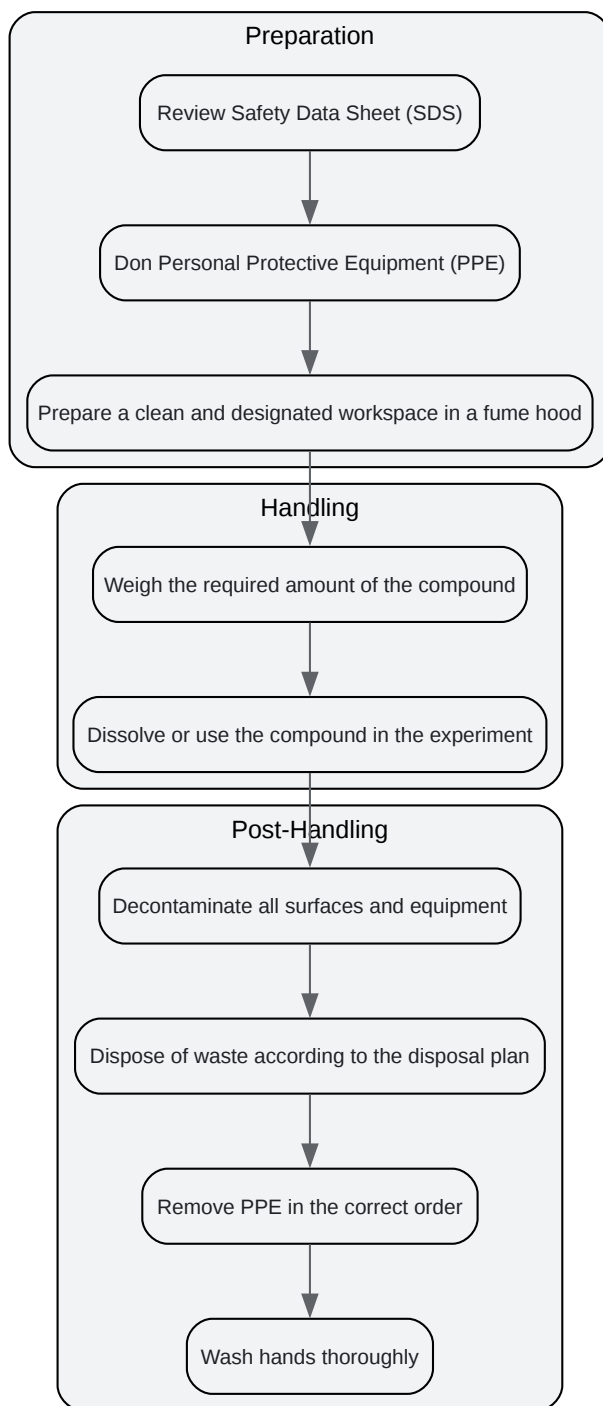 Preparation
Review Safety Data Sheet (SDS)
Don Personal Protective Equipment (PPE)
Prepare a clean and designated workspace in a fume hood
Handling
Weigh the required amount of the compound
Dissolve or use the compound in the experiment
Post-Handling
Decontaminate all surfaces and equipment
Dispose of waste according to the disposal plan
Remove PPE in the correct order
Wash hands thoroughly